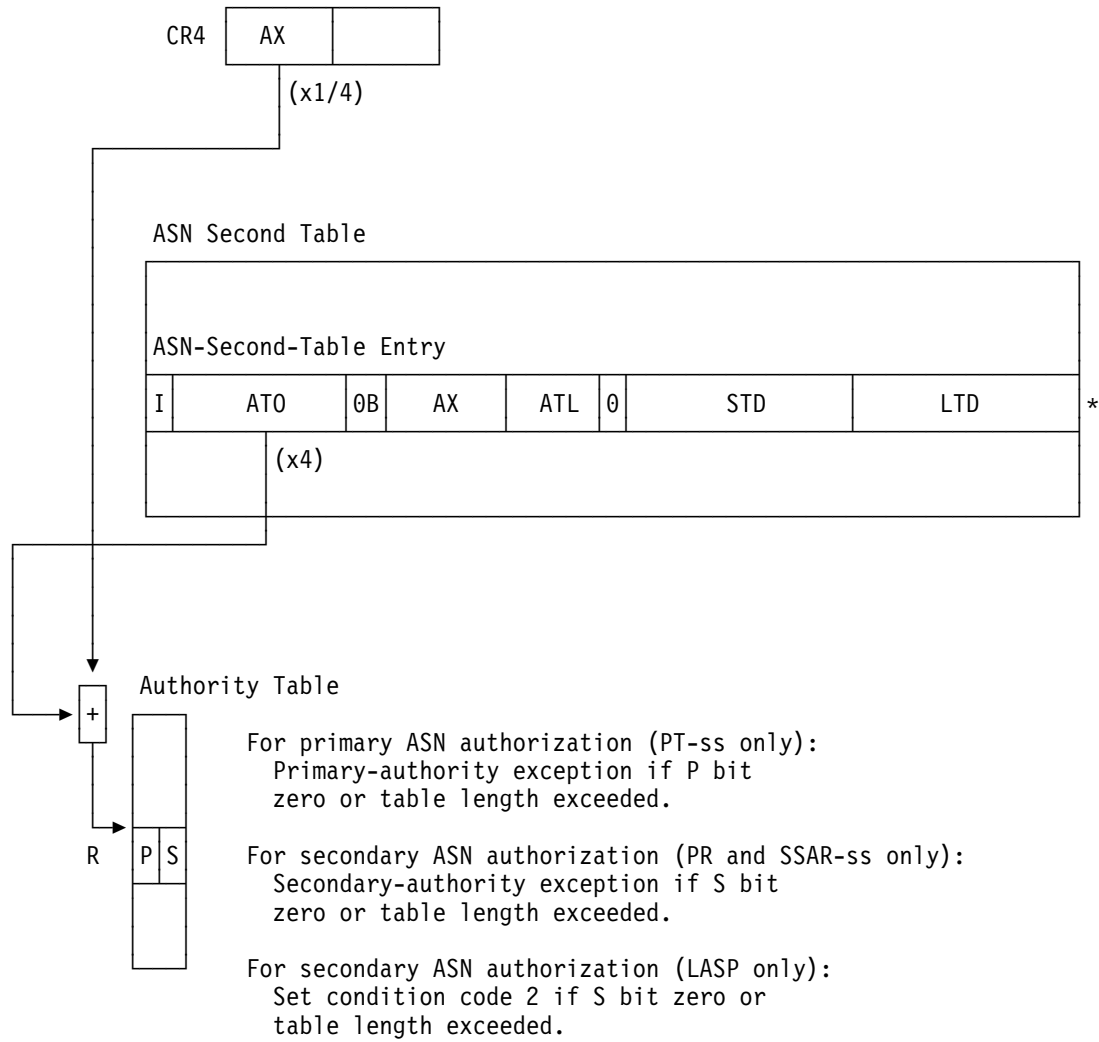 CR4 AX
(x1/4)
ASN Second Table
ASN-Second-Table Entry
I ATO 0B AX ATL 0 STD LTD *
(x4)
Authority Table
+
For primary ASN authorization (PT-ss only):
Primary-authority exception if P bit
zero or table length exceeded.
R P S For secondary ASN authorization (PR and SSAR-ss only):
Secondary-authority exception if S bit
zero or table length exceeded.
For secondary ASN authorization (LASP only):
Set condition code 2 if S bit zero or
table length exceeded.